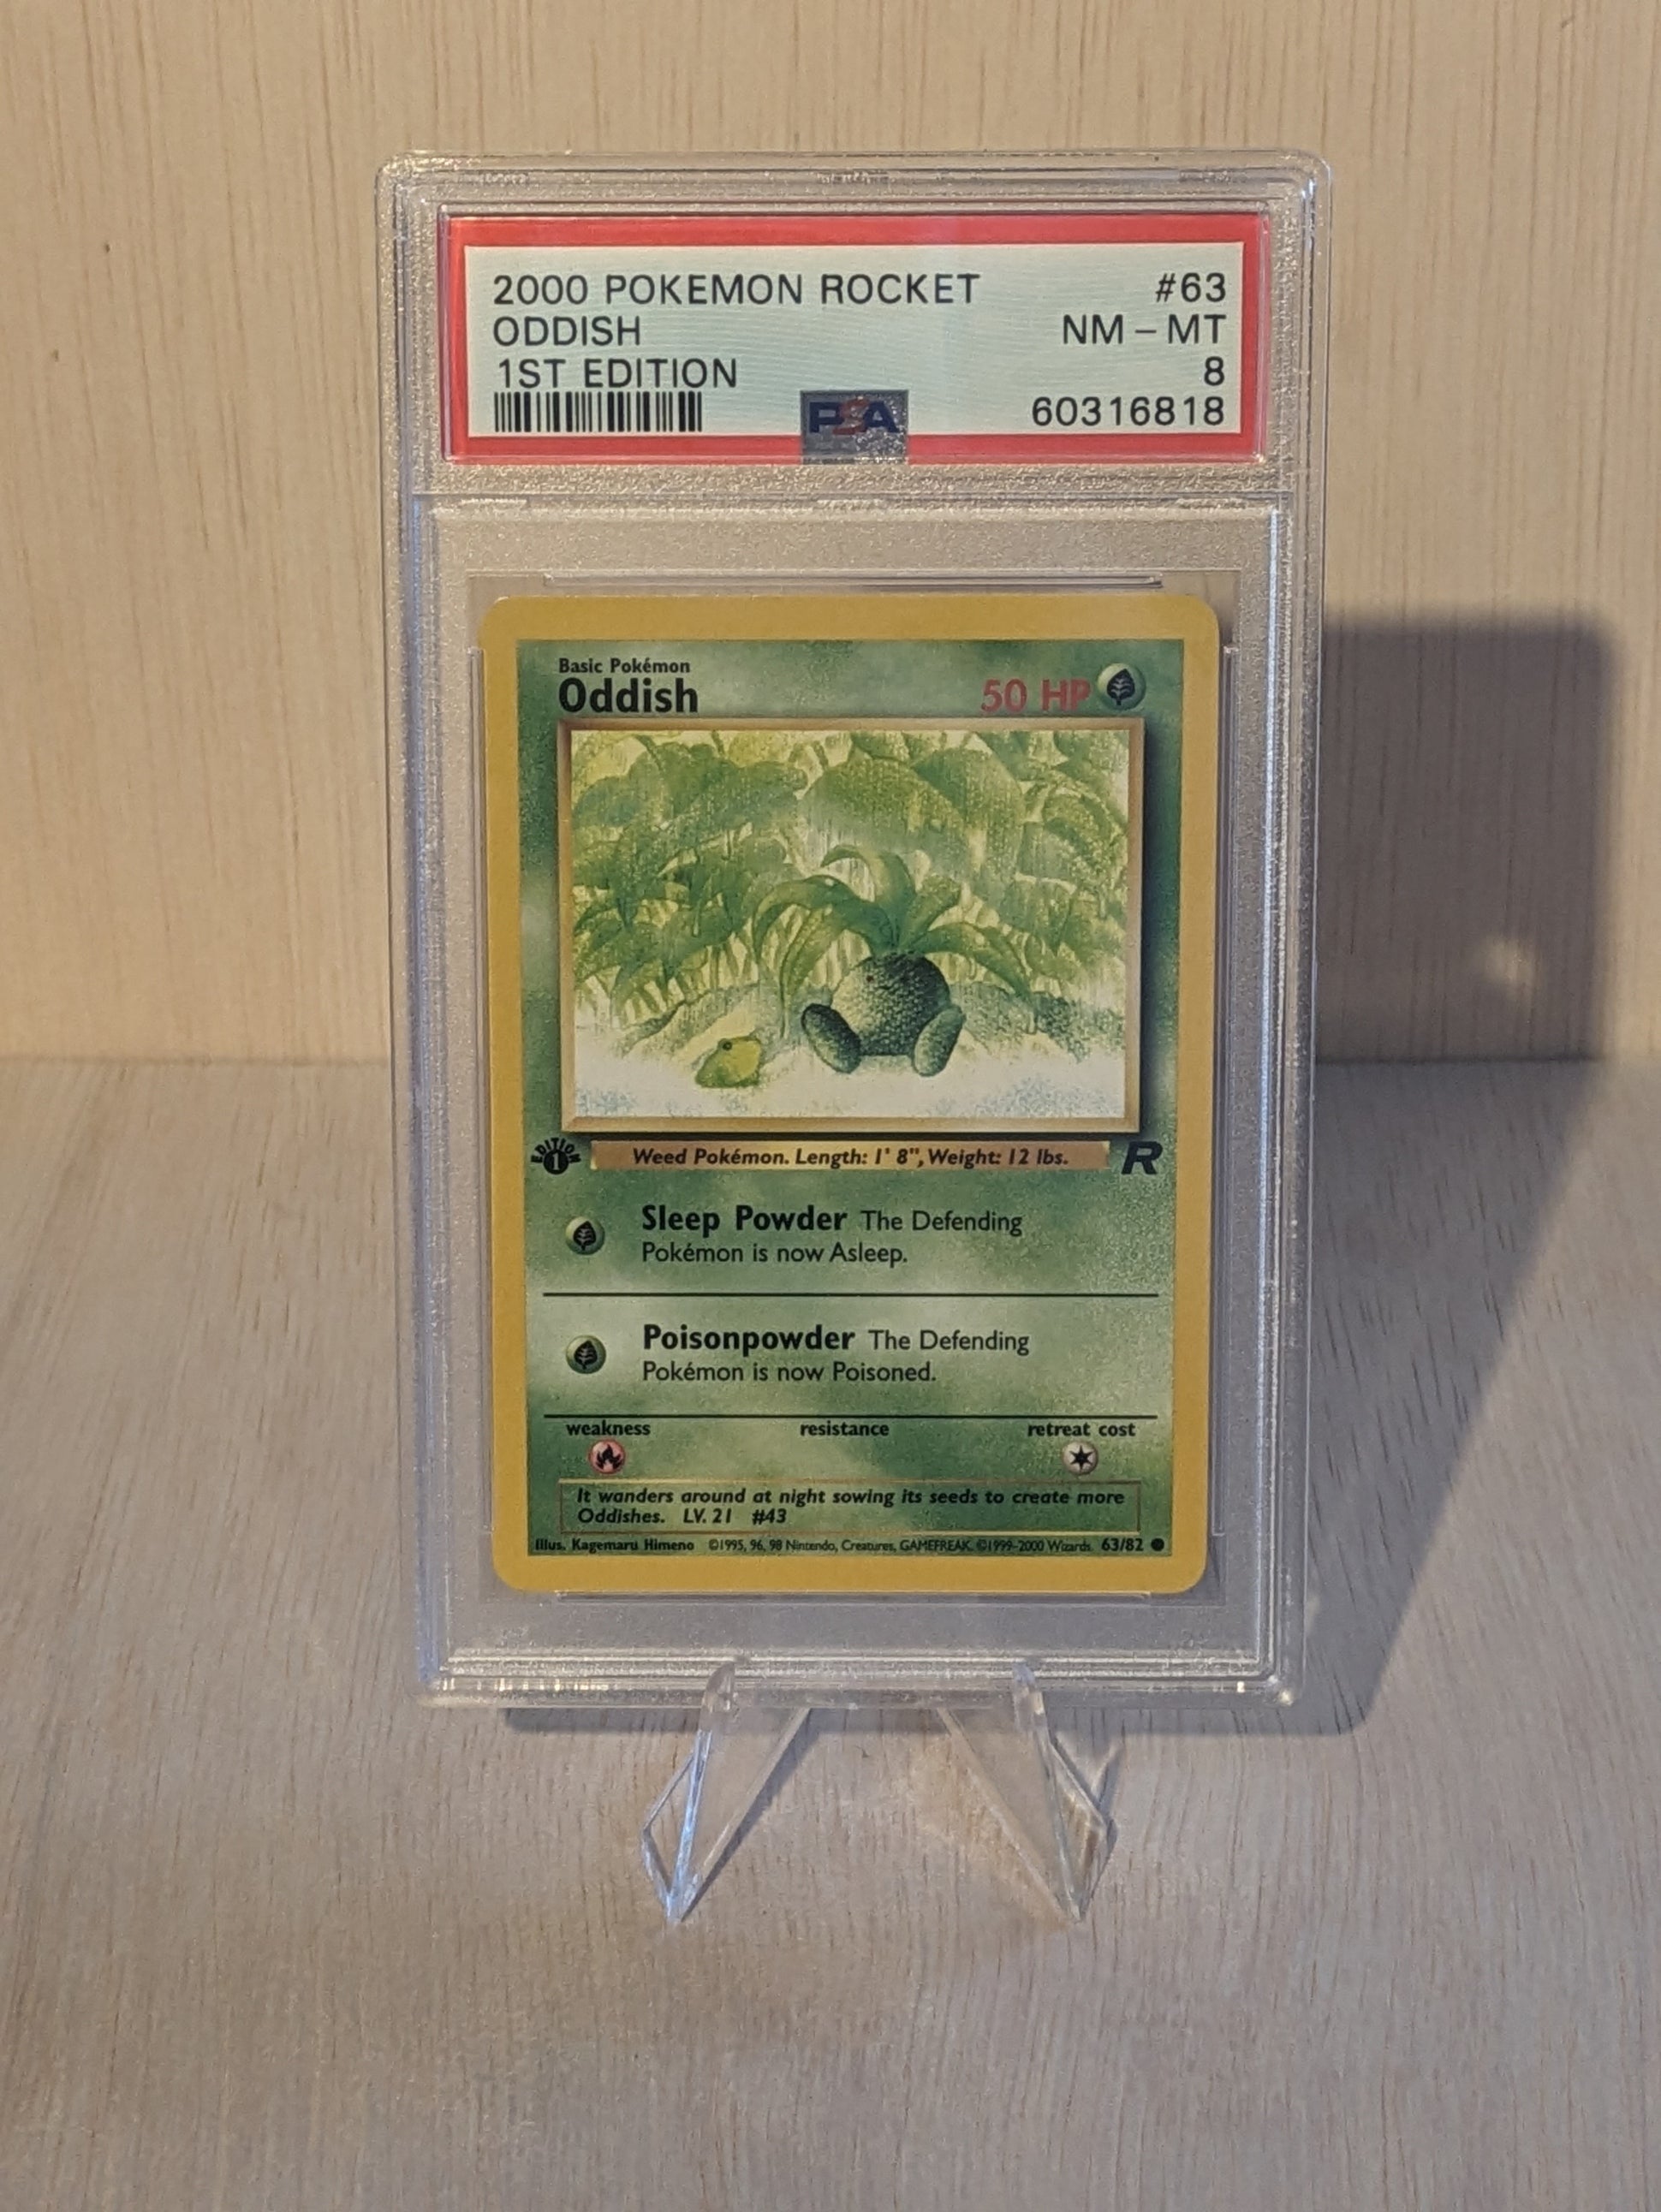 2000 POKEMON ROCKET #63
ODDISH NM - MT
1ST EDITION 8
PSA 60316818
Basic Pokémon
Oddish 50 HP
EDITION 1
Weed Pokémon. Length: 1' 8", Weight: 12 lbs. R
Sleep Powder The Defending
Pokémon is now Asleep.
Poisonpowder The Defending
Pokémon is now Poisoned.
weakness resistance retreat cost
It wanders around at night sowing its seeds to create more
Oddishes. LV. 21 #43
Illus. Kagemaru Himeno ©1995, 96, 98 Nintendo, Creatures, GAMEFREAK. ©1999-2000 Wizards. 63/82